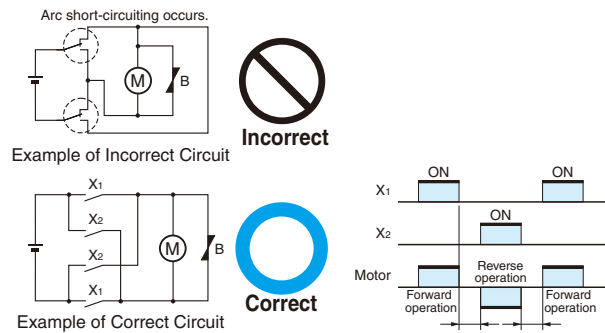 Arc short-circuiting occurs.
M
B
Incorrect
Example of Incorrect Circuit
X1
X2
X2
X1
M
B
Correct
Example of Correct Circuit
ON
ON
X1
ON
X2
Motor
Reverse
operation
Forward
operation
Forward
operation